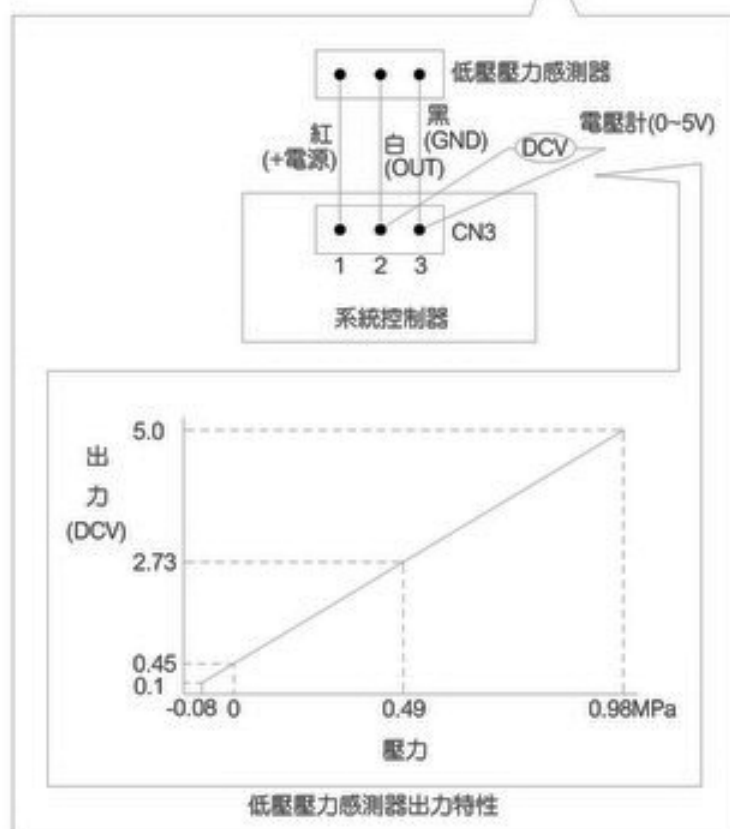 低壓壓力感測器
紅
(+電源)
白
(OUT)
黑
(GND)
DCV
電壓計(0~5V)
CN3
1 2 3
系統控制器
出
力
(DCV)
5.0
2.73
0.45
0.1
-0.08 0 0.49 0.98MPa
壓力
低壓壓力感測器出力特性